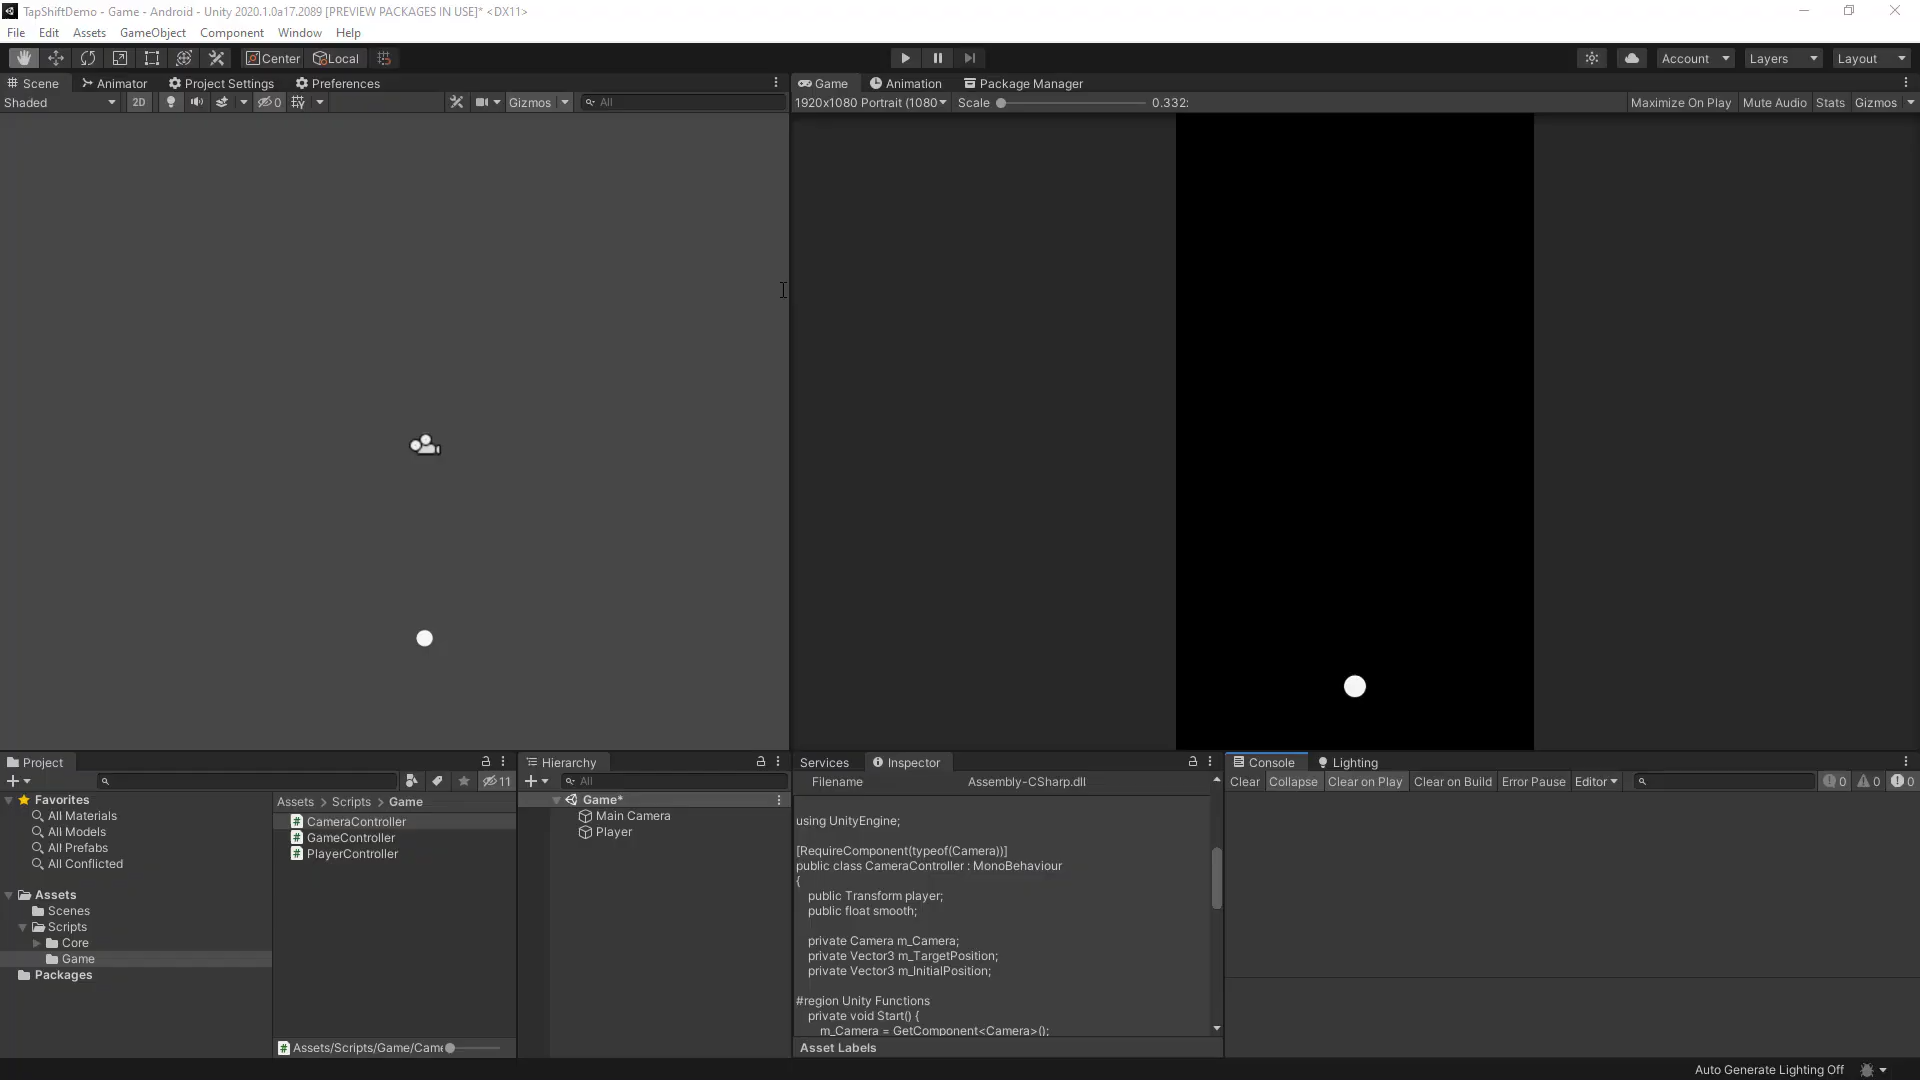 TapShiftDemo - Game - Android - Unity 2020.1.0a17.2089 [PREVIEW PACKAGES IN USE]* <DX11>
File Edit Assets GameObject Component Window Help
Center Local Account Layers Layout
Scene Animator Project Settings Preferences
Game Animation Package Manager
Shaded 2D 0 Gizmos All
1920x1080 Portrait (1080 Scale 0.332: Maximize On Play Mute Audio Stats Gizmos
Project
11
Favorites
All Materials
All Models
All Prefabs
All Conflicted
Assets
Scenes
Scripts
Core
Game
Packages
Assets > Scripts > Game
CameraController
GameController
PlayerController
Assets/Scripts/Game/Came
Hierarchy
All
Game*
Main Camera
Player
Services Inspector
Filename Assembly-CSharp.dll
using UnityEngine;
[RequireComponent(typeof(Camera))]
public class CameraController : MonoBehaviour
{
public Transform player;
public float smooth;
private Camera m_Camera;
private Vector3 m_TargetPosition;
private Vector3 m_InitialPosition;
#region Unity Functions
private void Start() {
m_Camera = GetComponent<Camera>();
Asset Labels
Console Lighting
Clear Collapse Clear on Play Clear on Build Error Pause Editor 0 0 0
Auto Generate Lighting Off